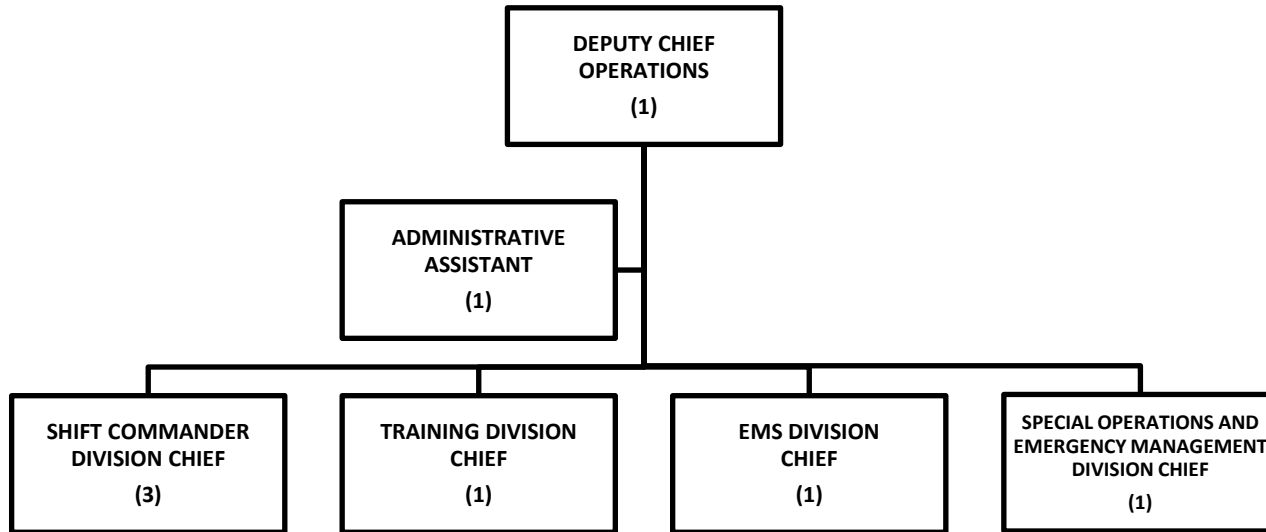 DEPUTY CHIEF
OPERATIONS
(1)
ADMINISTRATIVE
ASSISTANT
(1)
SHIFT COMMANDER
DIVISION CHIEF
(3)
TRAINING DIVISION
CHIEF
(1)
EMS DIVISION
CHIEF
(1)
SPECIAL OPERATIONS AND
EMERGENCY MANAGEMENT
DIVISION CHIEF
(1)